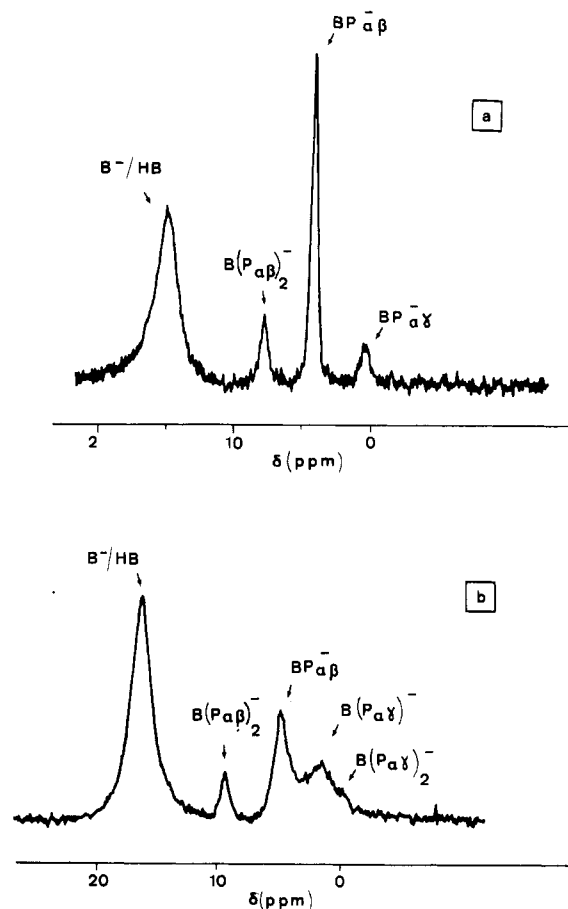 BP⁻αβ
a
B⁻/HB
B(Pαβ)₂⁻
BP⁻αγ
2 10 0
δ(ppm)
B⁻/HB
b
BP⁻αβ
B(Pαβ)₂⁻
B(Pαγ)⁻
B(Pαγ)₂⁻
20 10 0
δ(ppm)